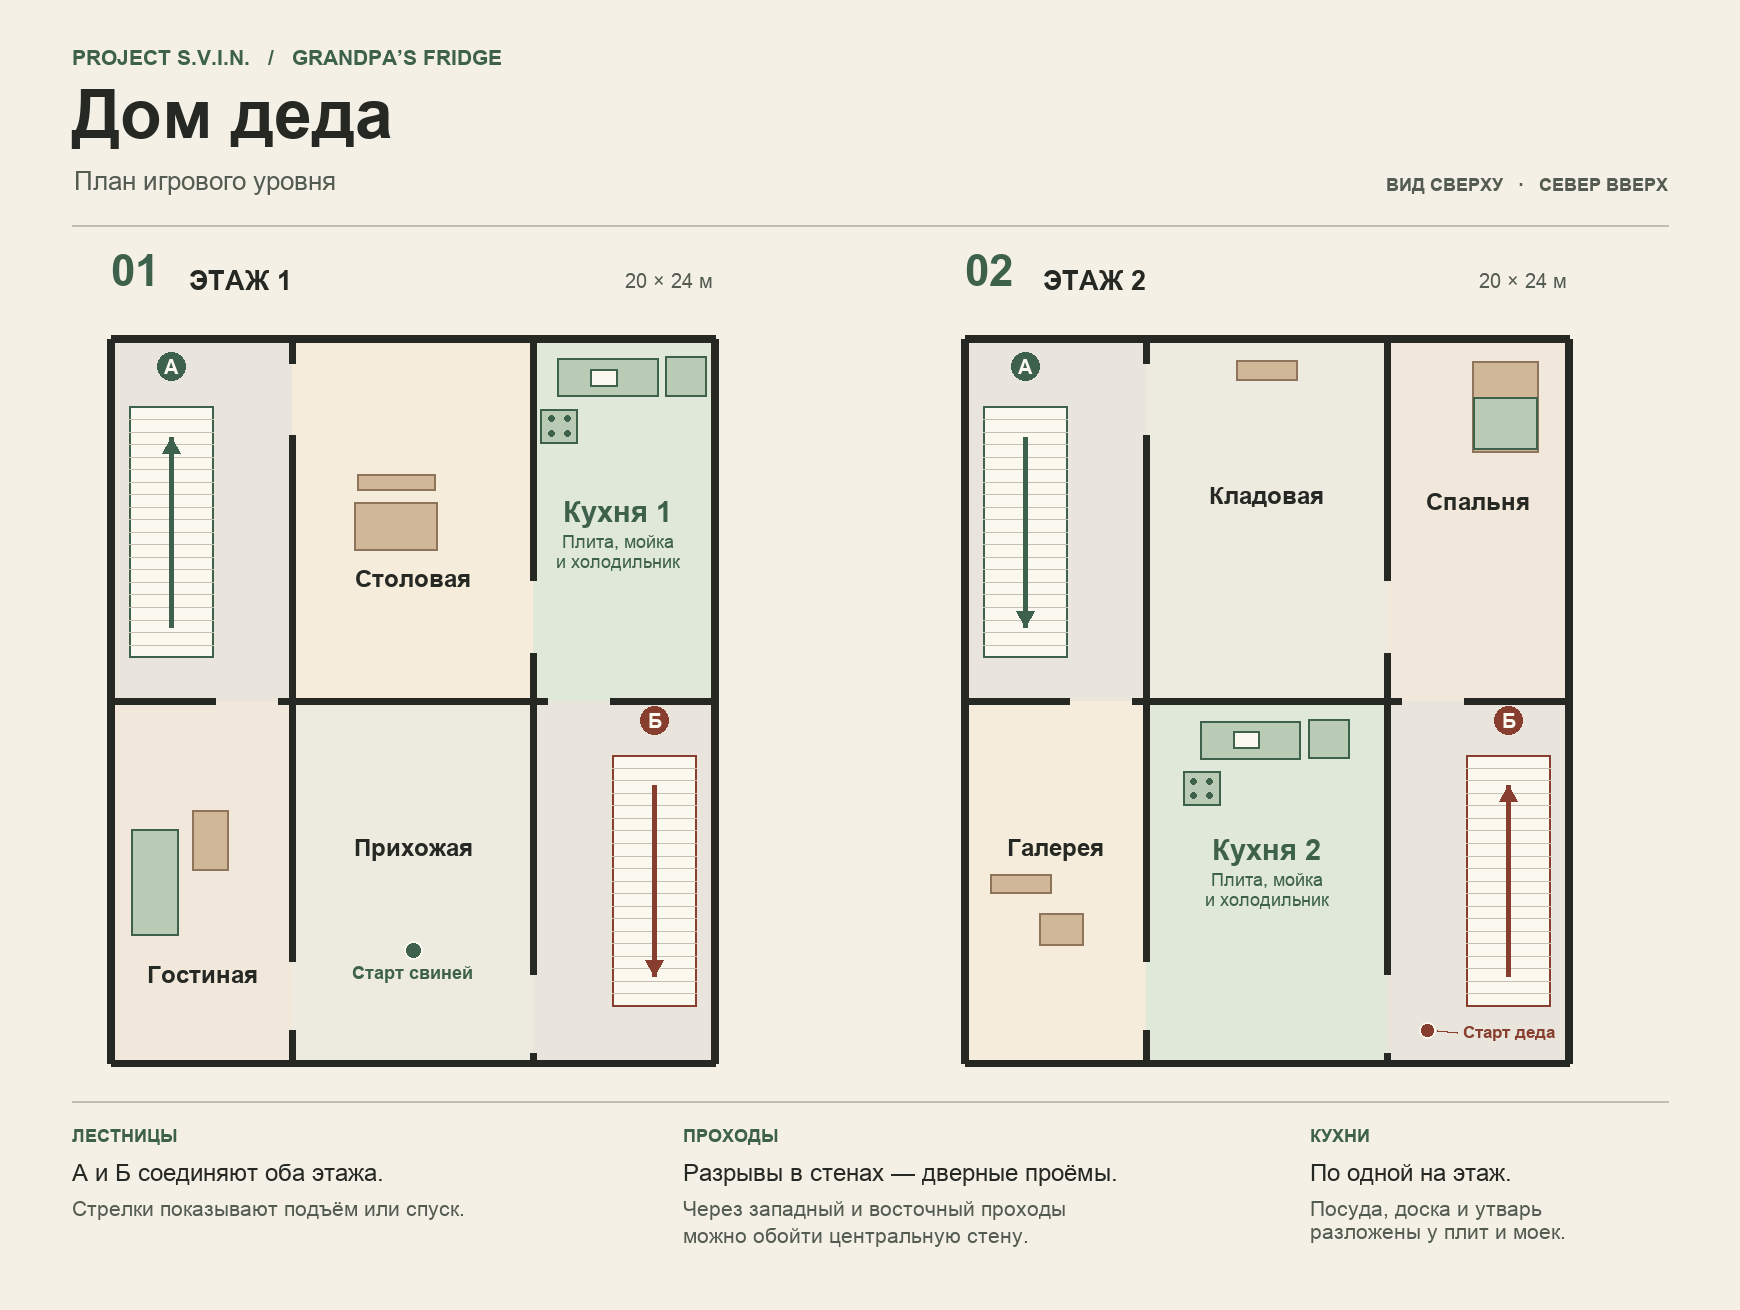 PROJECT S.V.I.N. / GRANDPA’S FRIDGE
Дом деда
План игрового уровня
ВИД СВЕРХУ · СЕВЕР ВВЕРХ
01 ЭТАЖ 1 20 × 24 м
А
Кухня 1
Плита, мойка
и холодильник
Столовая
Б
Прихожая
Гостиная
Старт свиней
02 ЭТАЖ 2 20 × 24 м
А
Кладовая
Спальня
Б
Галерея
Кухня 2
Плита, мойка
и холодильник
Старт деда
ЛЕСТНИЦЫ
А и Б соединяют оба этажа.
Стрелки показывают подъём или спуск.
ПРОХОДЫ
Разрывы в стенах — дверные проёмы.
Через западный и восточный проходы
можно обойти центральную стену.
КУХНИ
По одной на этаж.
Посуда, доска и утварь
разложены у плит и моек.